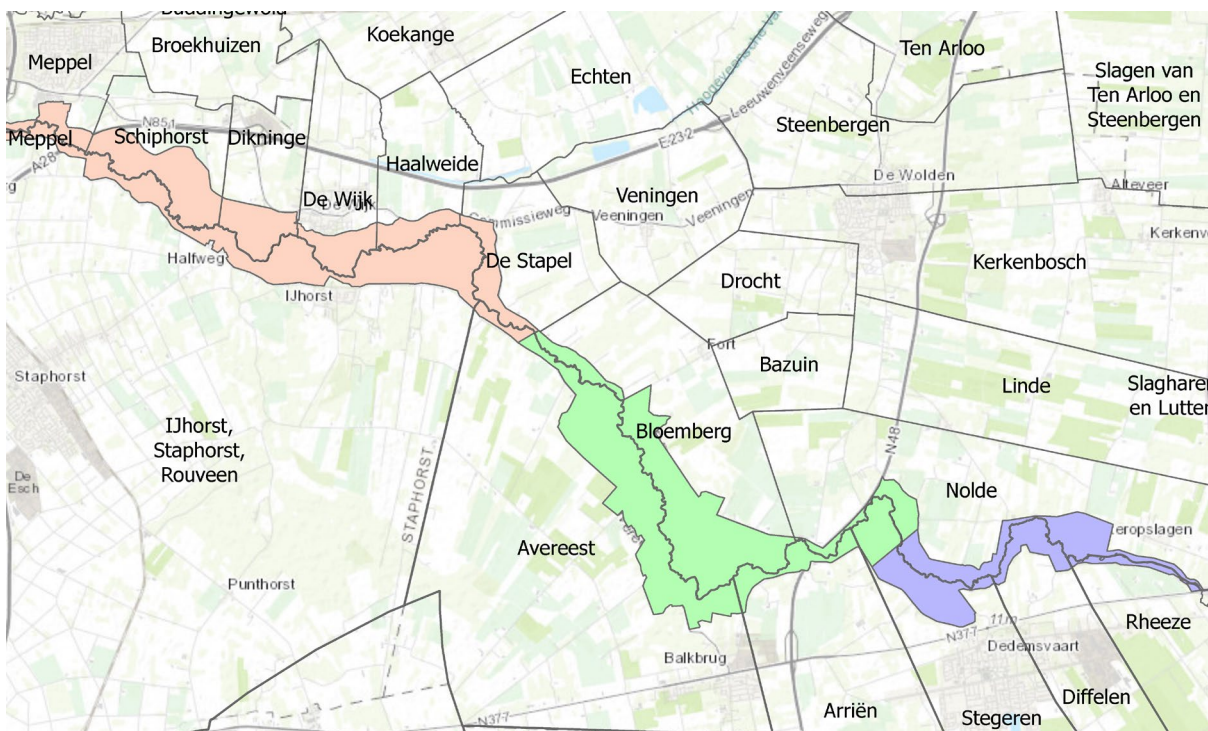 Koekange
Broekhuizen
Ten Arloo
Meppel
Echten
Slagen van
Ten Arloo en
Steenbergen
Leeuwenveenseweg
N851
Steenbergen
Meppel
Schiphorst
Dikninge
E232
A28
Haalweide
De Wolden
Alteveer
De Wijk
Veningen
Commissieweg
Veeningen
Veeningen
Halfweg
De Stapel
Kerkenbosch
Drocht
IJhorst
Fort
Bazuin
Staphorst
Linde
IJhorst,
Staphorst,
Rouveen
Bloemberg
N48
De
Esch
STAPHORST
Nolde
Avereest
Punthorst
N377
11m
Rheeze
Dedemsvaart
Balkbrug
Diffelen
Arriën
Stegeren
N377